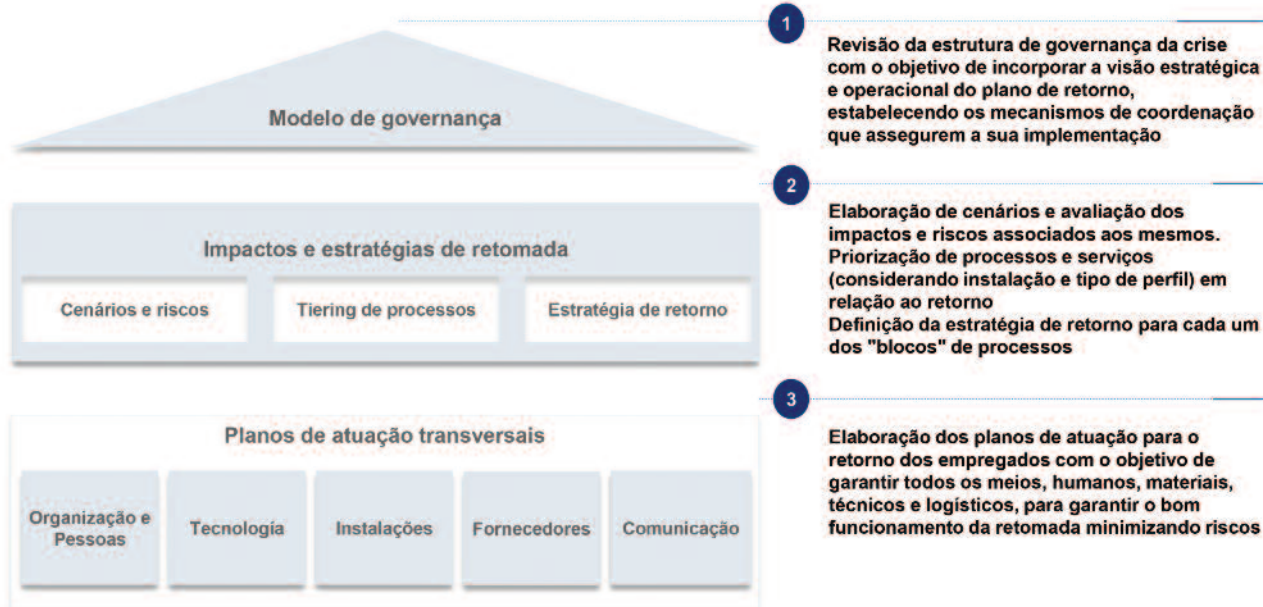 1
Revisão da estrutura de governança da crise
com o objetivo de incorporar a visão estratégica
e operacional do plano de retorno,
estabelecendo os mecanismos de coordenação
que assegurem a sua implementação
Modelo de governança
2
Elaboração de cenários e avaliação dos
impactos e riscos associados aos mesmos.
Priorização de processos e serviços
(considerando instalação e tipo de perfil) em
relação ao retorno
Definição da estratégia de retorno para cada um
dos "blocos" de processos
Impactos e estratégias de retomada
Cenários e riscos
Tiering de processos
Estratégia de retorno
3
Elaboração dos planos de atuação para o
retorno dos empregados com o objetivo de
garantir todos os meios, humanos, materiais,
técnicos e logísticos, para garantir o bom
funcionamento da retomada minimizando riscos
Planos de atuação transversais
Organização e
Pessoas
Tecnología
Instalações
Fornecedores
Comunicação